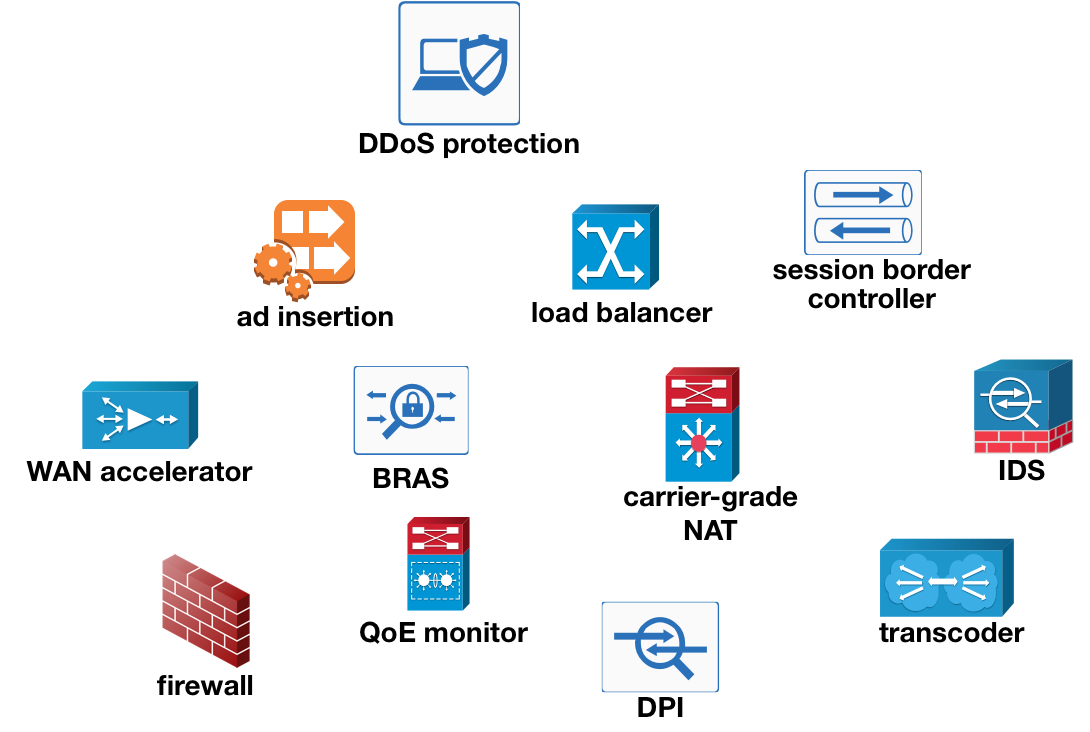 DDoS protection
session border
controller
ad insertion
load balancer
WAN accelerator
BRAS
carrier-grade
NAT
IDS
QoE monitor
transcoder
firewall
DPI